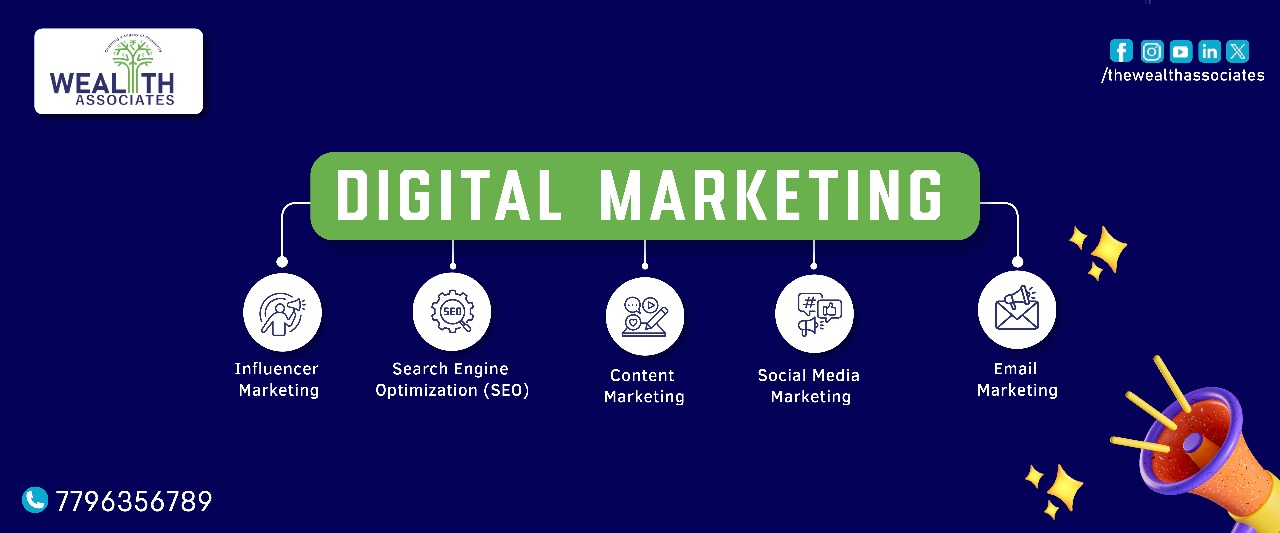 WEALTH
ASSOCIATES
/thewealthassociates
DIGITAL MARKETING
Influencer
Marketing
SEO
Search Engine
Optimization (SEO)
Content
Marketing
#
Social Media
Marketing
Email
Marketing
7796356789